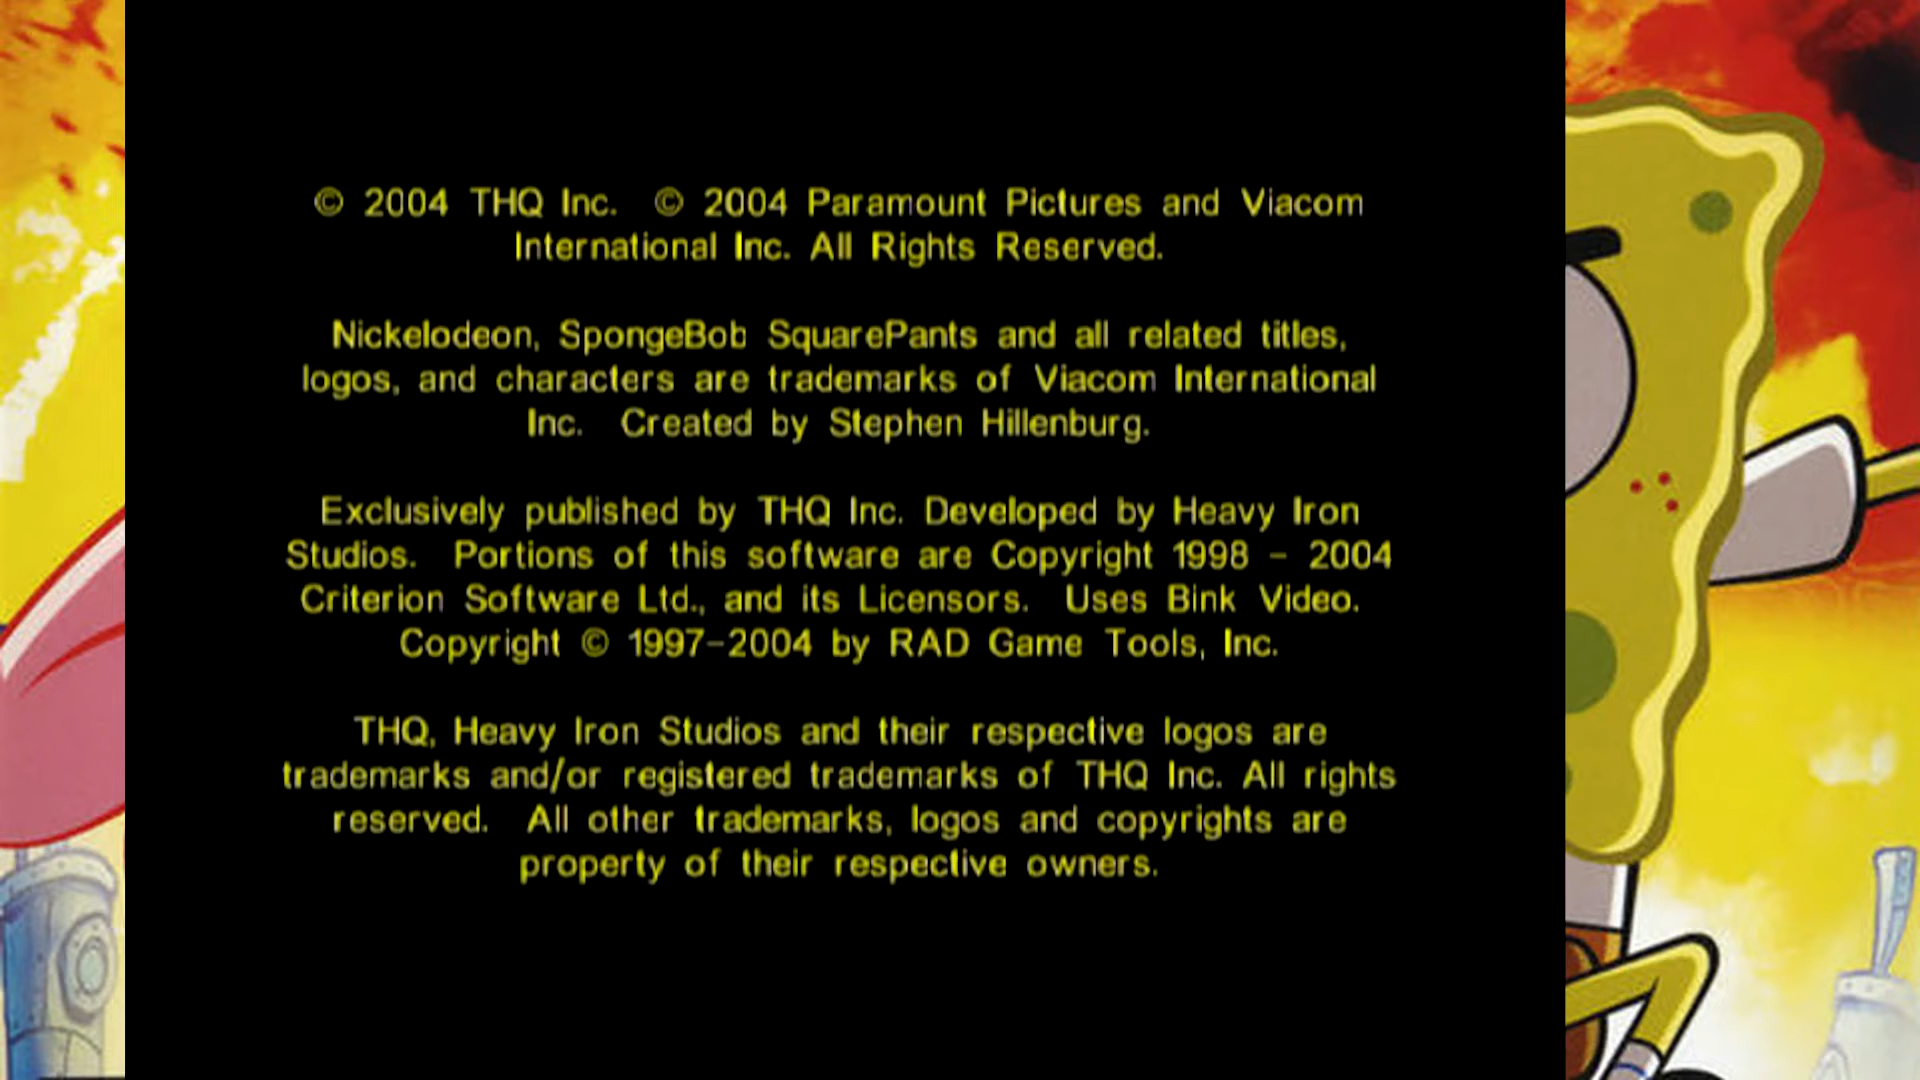 © 2004 THQ Inc. © 2004 Paramount Pictures and Viacom
International Inc. All Rights Reserved.
Nickelodeon, SpongeBob SquarePants and all related titles,
logos, and characters are trademarks of Viacom International
Inc. Created by Stephen Hillenburg.
Exclusively published by THQ Inc. Developed by Heavy Iron
Studios. Portions of this software are Copyright 1998 - 2004
Criterion Software Ltd., and its Licensors. Uses Bink Video.
Copyright © 1997-2004 by RAD Game Tools, Inc.
THQ, Heavy Iron Studios and their respective logos are
trademarks and/or registered trademarks of THQ Inc. All rights
reserved. All other trademarks, logos and copyrights are
property of their respective owners.